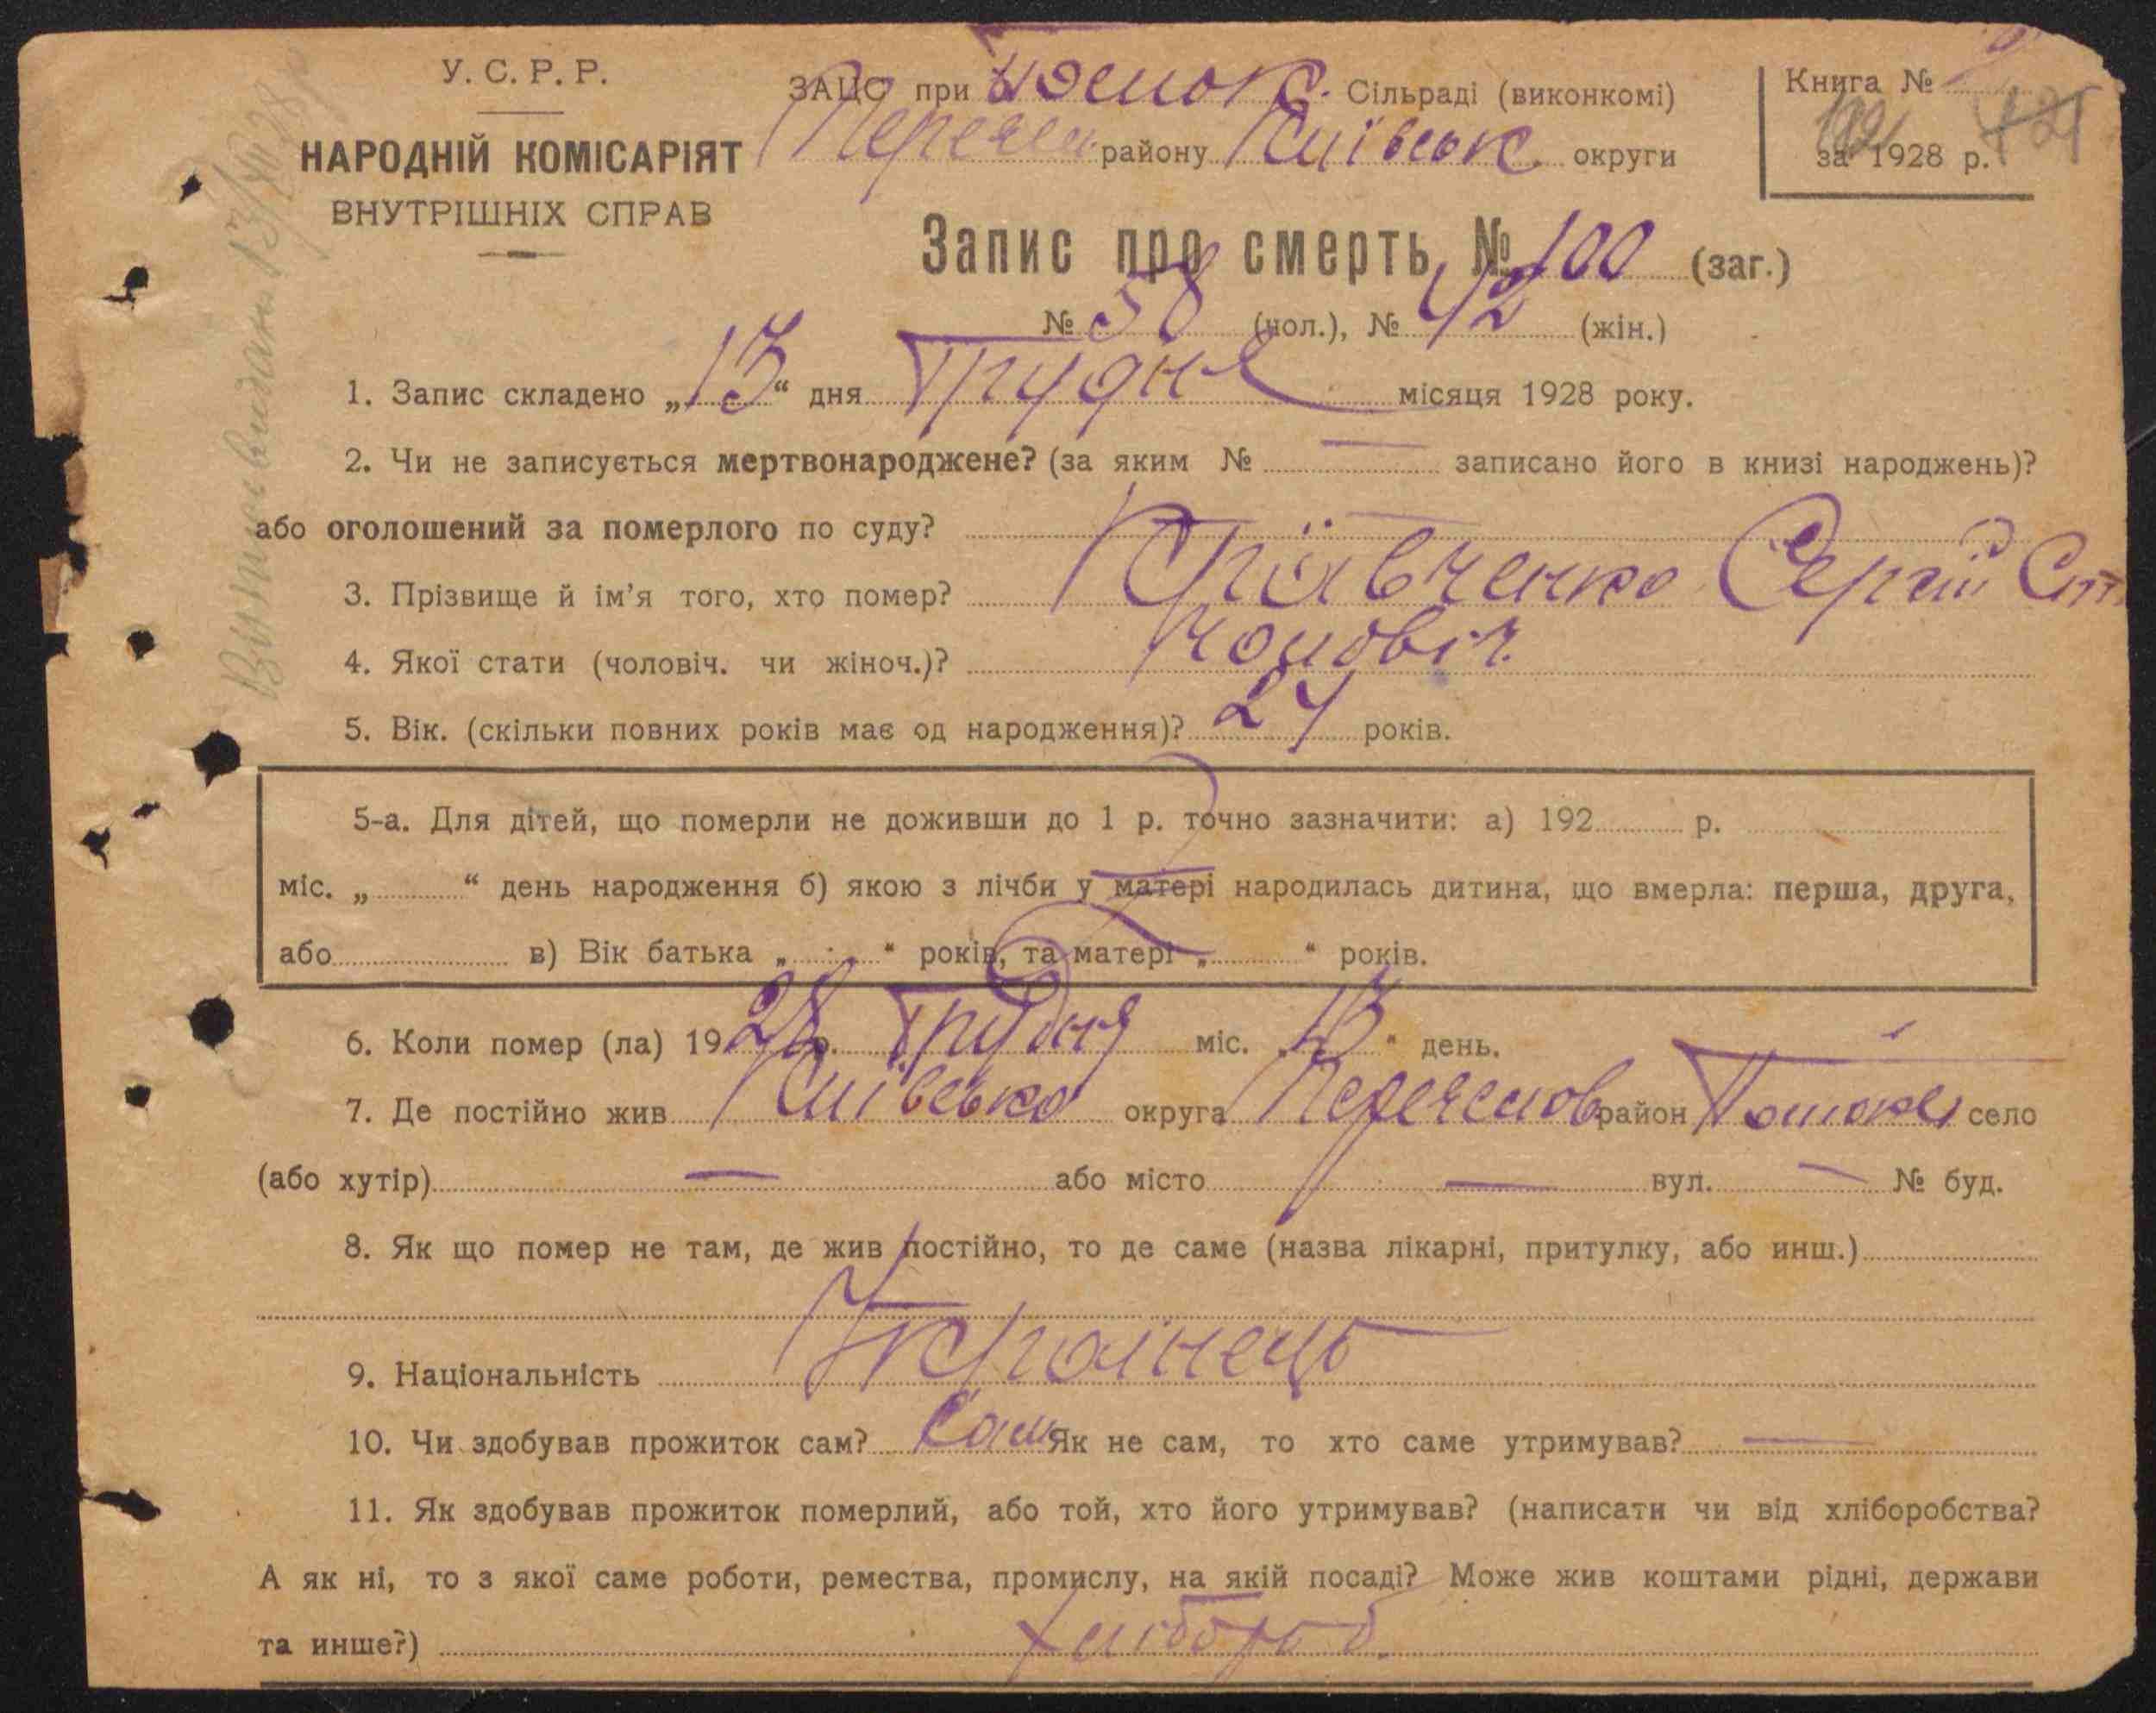 У. С. Р. Р.
НАРОДНІЙ КОМІСАРІЯТ
ВНУТРІШНІХ СПРАВ
ЗАЦС при Сільраді (виконкомі)
району Київськ. округи
Книга №
за 1928 р.
Запис про смерть № 100 (заг.)
№ 58 (чол.), № 42 (жін.)
1. Запис складено „13“ дня Грудня місяця 1928 року.
2. Чи не записується мертвонароджене? (за яким № — записано його в книзі народжень)?
або оголошений за померлого по суду?
3. Прізвище й ім’я того, хто помер? Кравченко Сергій
4. Якої стати (чоловіч. чи жіноч.)? Чоловіч.
5. Вік. (скільки повних років має од народження)? 24 років.
5-а. Для дітей, що померли не доживши до 1 р. точно зазначити: а) 192 р.
міс. „ “ день народження б) якою з лічби у матері народилась дитина, що вмерла: перша, друга,
або в) Вік батька „ “ років, та матері „ “ років.
6. Коли помер (ла) 1928 р. Грудня міс. „13“ день.
7. Де постійно жив Київська округа район село
(або хутір) — або місто — вул. — № буд.
8. Як що помер не там, де жив постійно, то де саме (назва лікарні, притулку, або инш.)
9. Національність Українець
10. Чи здобував прожиток сам? Сам Як не сам, то хто саме утримував? —
11. Як здобував прожиток померлий, або той, хто його утримував? (написати чи від хліборобства?
А як ні, то з якої саме роботи, ремества, промислу, на якій посаді? Може жив коштами рідні, держави
та инше?) Хлібороб.